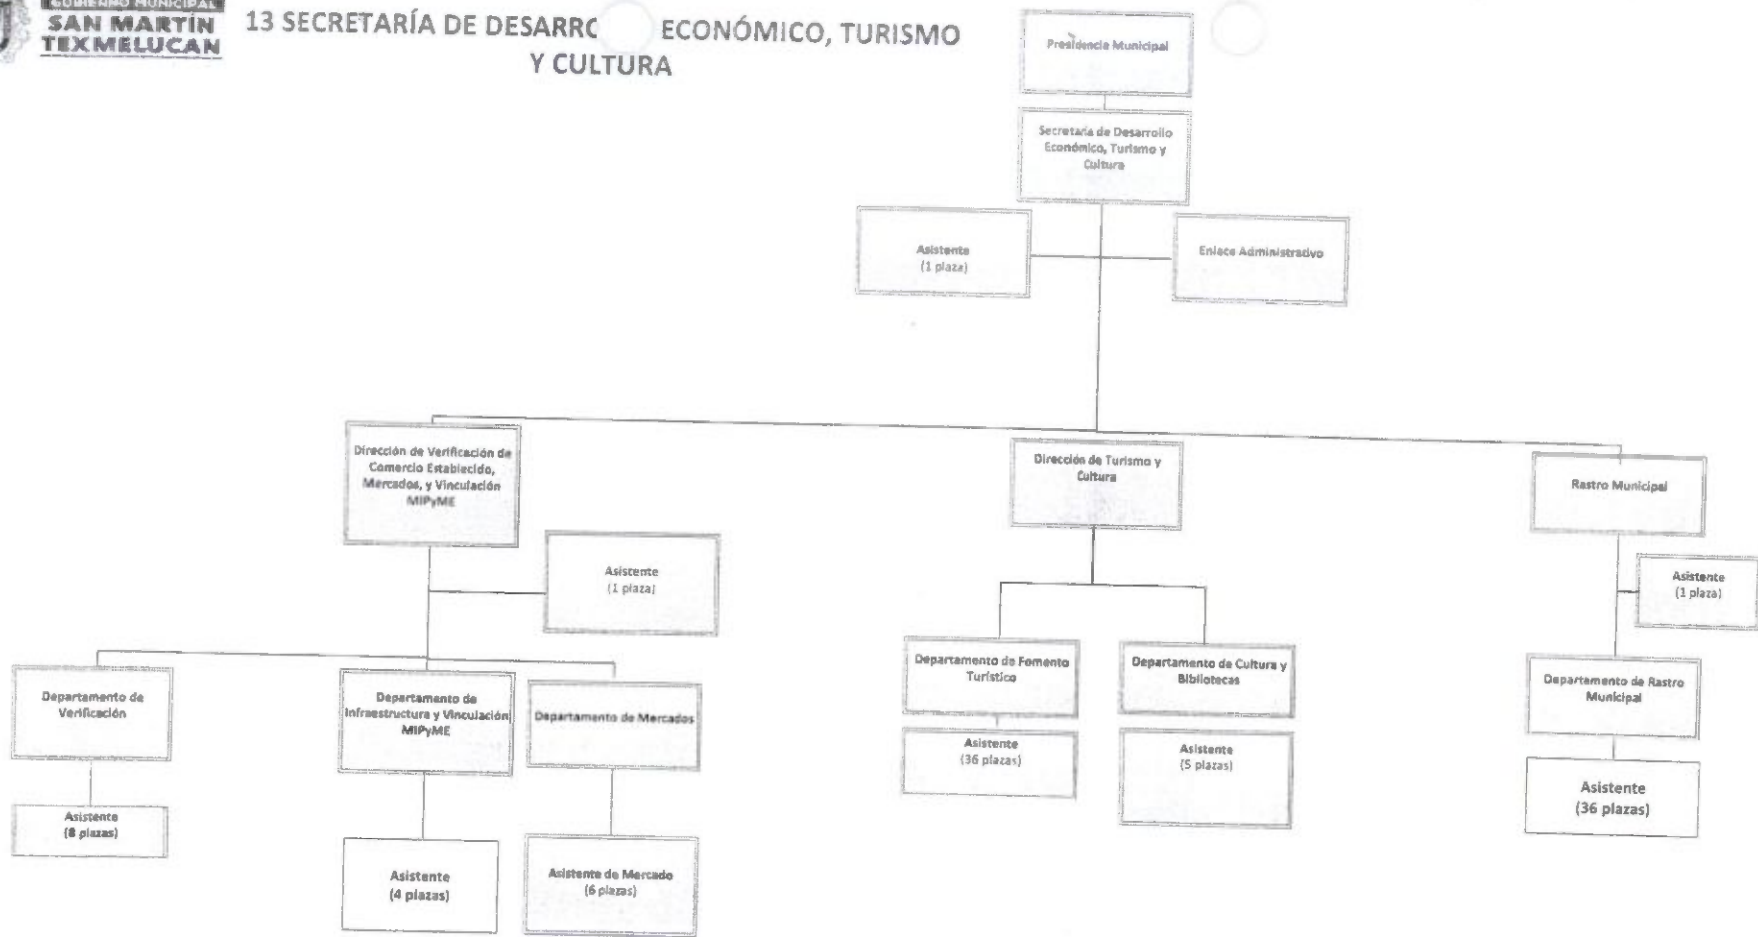 GOBIERNO MUNICIPAL
SAN MARTÍN
TEXMELUCAN
13 SECRETARÍA DE DESARRO ECONÓMICO, TURISMO
Y CULTURA
Presidencia Municipal
Secretaría de Desarrollo
Económico, Turismo y
Cultura
Asistente
(1 plaza)
Enlace Administrativo
Dirección de Verificación de
Comercio Establecido,
Mercados, y Vinculación
MIPyME
Dirección de Turismo y
Cultura
Rastro Municipal
Asistente
(1 plaza)
Asistente
(1 plaza)
Departamento de
Verificación
Departamento de
Infraestructura y Vinculación
MIPyME
Departamento de Mercados
Departamento de Fomento
Turístico
Departamento de Cultura y
Bibliotecas
Departamento de Rastro
Municipal
Asistente
(8 plazas)
Asistente
(4 plazas)
Asistente de Mercado
(6 plazas)
Asistente
(36 plazas)
Asistente
(5 plazas)
Asistente
(36 plazas)